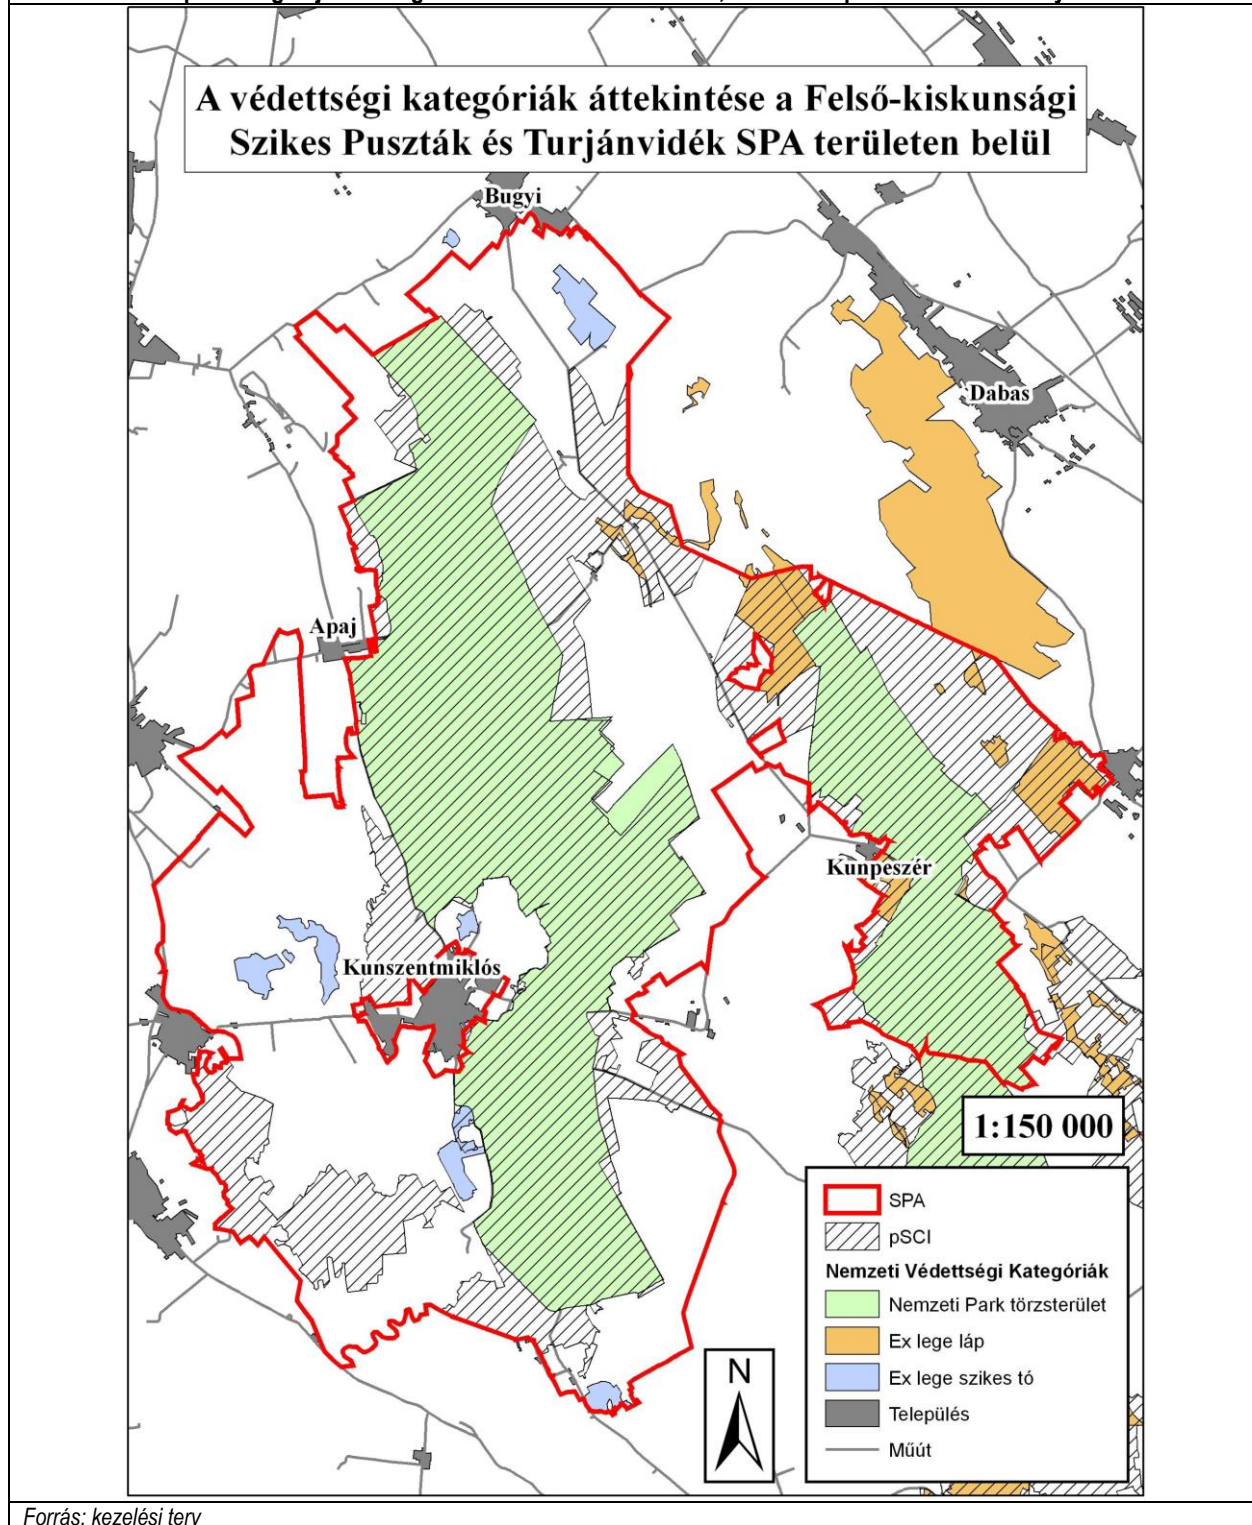 A védettségi kategóriák áttekintése a Felső-kiskunsági
Szikes Puszták és Turjánvidék SPA területen belül
Bugyi
Dabas
Apaj
Kunpeszér
Kunszentmiklós
1:150 000
SPA
pSCI
Nemzeti Védettségi Kategóriák
Nemzeti Park törzsterület
Ex lege láp
Ex lege szikes tó
Település
Műút
N
Forrás: kezelési terv